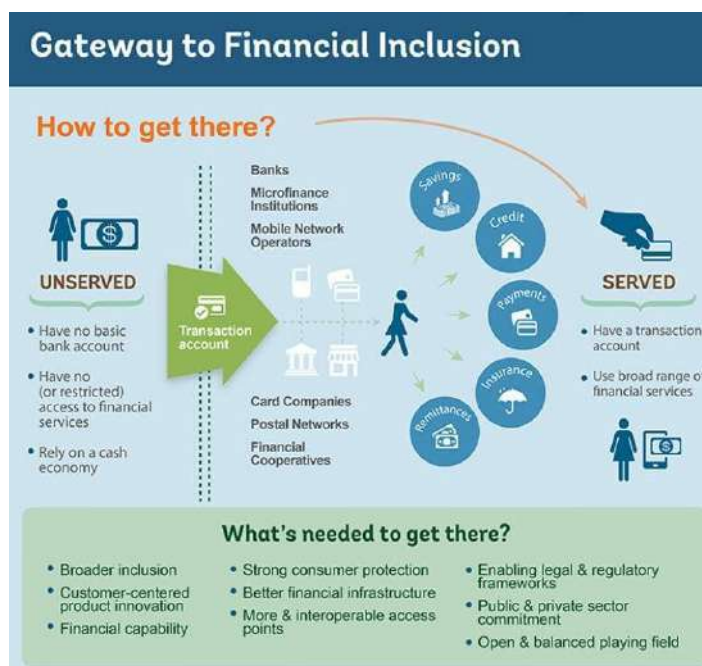 Gateway to Financial Inclusion
How to get there?
UNSERVED
• Have no basic
bank account
• Have no
(or restricted)
access to financial
services
• Rely on a cash
economy
Transaction
account
Banks
Microfinance
Institutions
Mobile Network
Operators
Card Companies
Postal Networks
Financial
Cooperatives
Savings
Credit
Payments
Insurance
Remittances
SERVED
• Have a transaction
account
• Use broad range of
financial services
What's needed to get there?
• Broader inclusion
• Customer-centered
product innovation
• Financial capability
• Strong consumer protection
• Better financial infrastructure
• More & interoperable access
points
• Enabling legal & regulatory
frameworks
• Public & private sector
commitment
• Open & balanced playing field